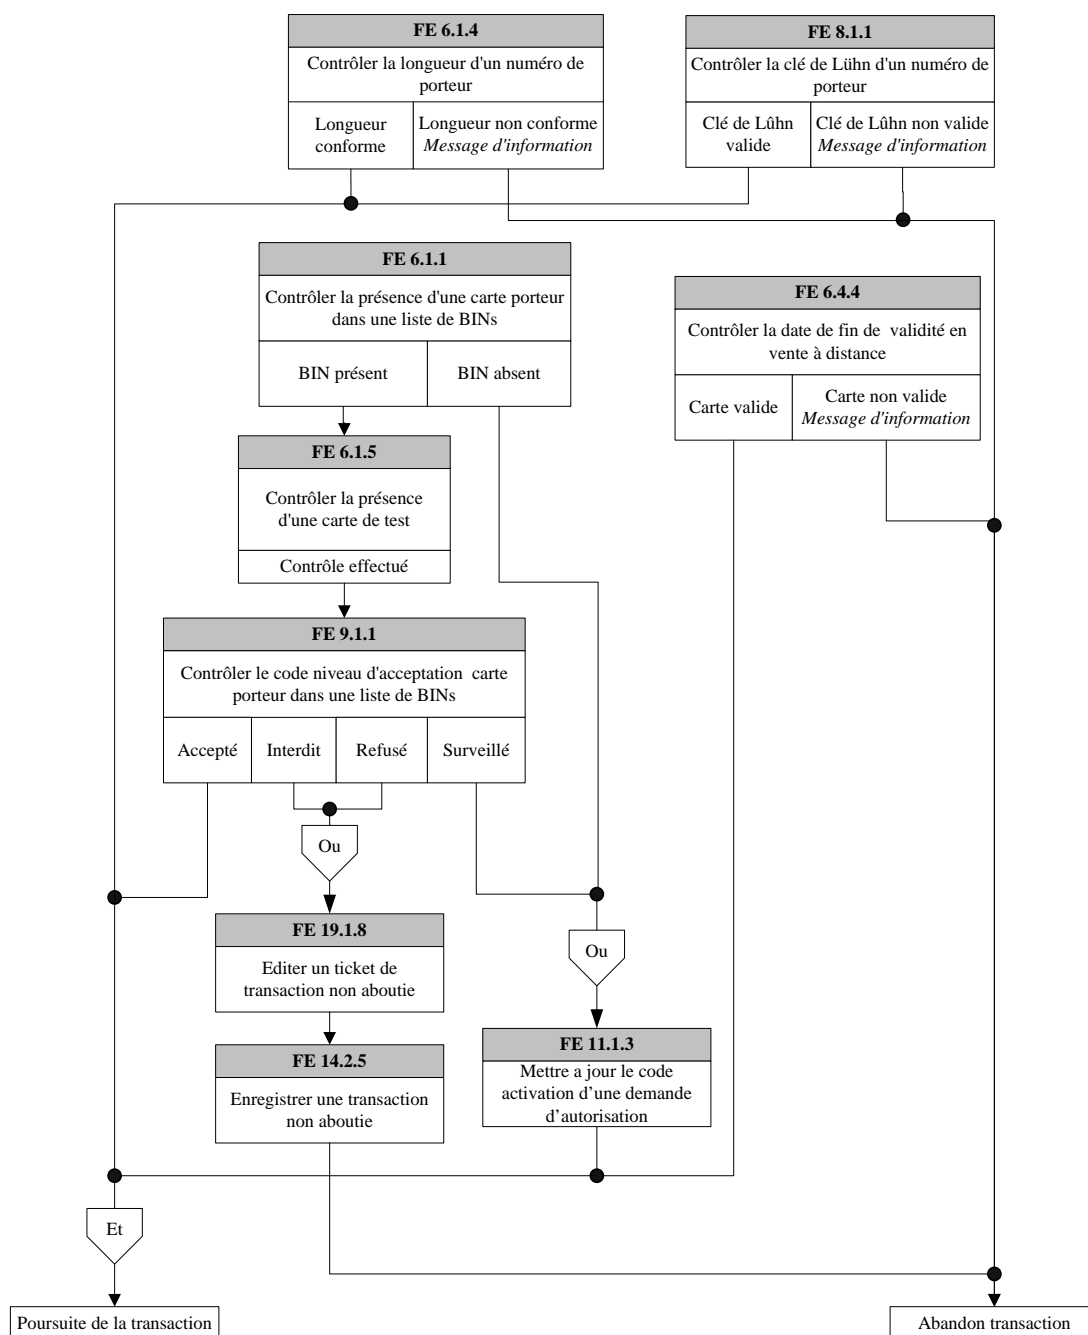 FE 6.1.4
Contrôler la longueur d'un numéro de
porteur
Longueur
conforme
Longueur non conforme
Message d'information
FE 8.1.1
Contrôler la clé de Lühn d'un numéro de
porteur
Clé de Lûhn
valide
Clé de Lûhn non valide
Message d'information
FE 6.1.1
Contrôler la présence d'une carte porteur
dans une liste de BINs
BIN présent
BIN absent
FE 6.4.4
Contrôler la date de fin de  validité en
vente à distance
Carte valide
Carte non valide
Message d'information
FE 6.1.5
Contrôler la présence
d'une carte de test
Contrôle effectué
FE 9.1.1
Contrôler le code niveau d'acceptation  carte
porteur dans une liste de BINs
Accepté
Interdit
Refusé
Surveillé
Ou
FE 19.1.8
Editer un ticket de
transaction non aboutie
Ou
FE 14.2.5
Enregistrer une transaction
non aboutie
FE 11.1.3
Mettre a jour le code
activation d’une demande
d’autorisation
Et
Poursuite de la transaction
Abandon transaction